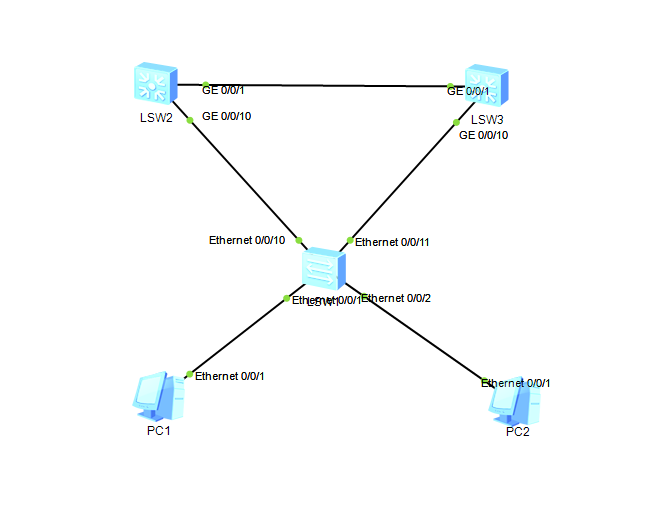 GE 0/0/1
GE 0/0/1
LSW2
GE 0/0/10
LSW3
GE 0/0/10
Ethernet 0/0/10
Ethernet 0/0/11
Ethernet 0/0/1
Ethernet 0/0/2
LSW1
Ethernet 0/0/1
Ethernet 0/0/1
PC1
PC2